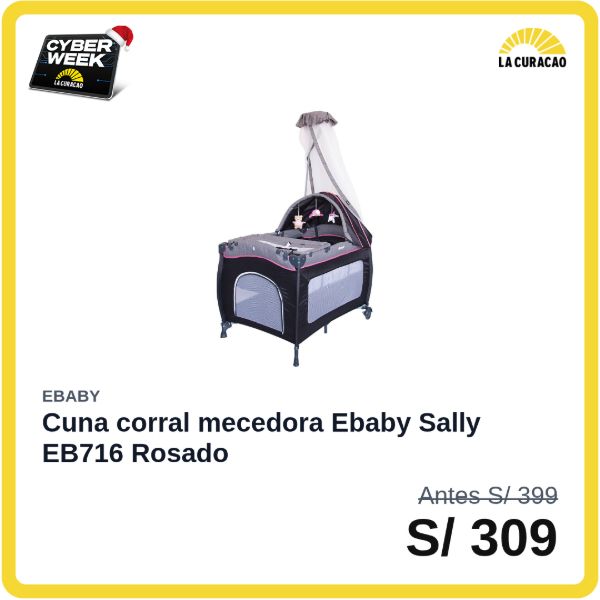 CYBER
WEEK
LA CURACAO
LA CURACAO
EBABY
Cuna corral mecedora Ebaby Sally
EB716 Rosado
Antes S/ 399
S/ 309